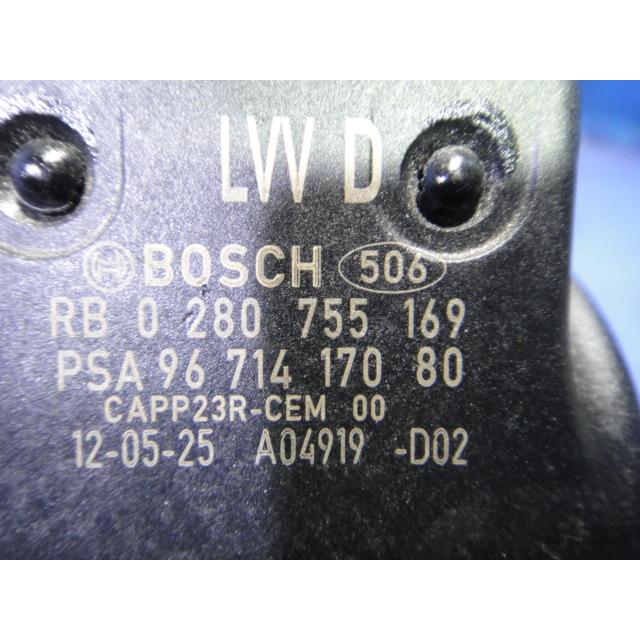 LW D
BOSCH 506
RB 0 280 755 169
PSA 96 714 170 80
CAPP23R-CEM 00
12-05-25 A04919 -D02